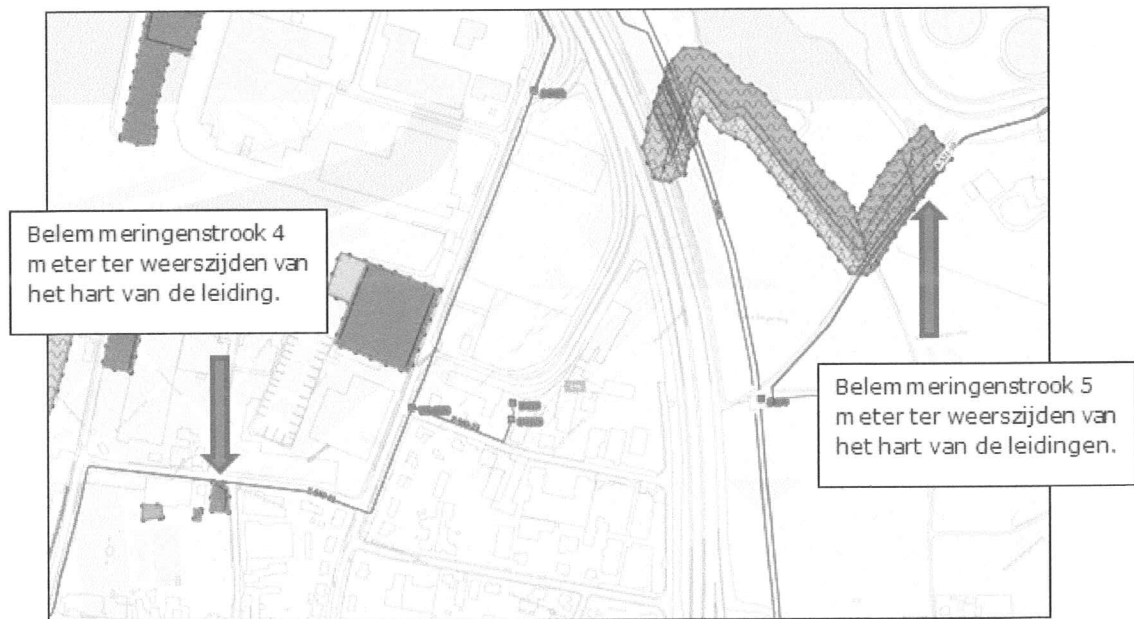 Belemmeringenstrook 4
meter ter weerszijden van
het hart van de leiding.
Belemmeringenstrook 5
meter ter weerszijden van
het hart van de leidingen.